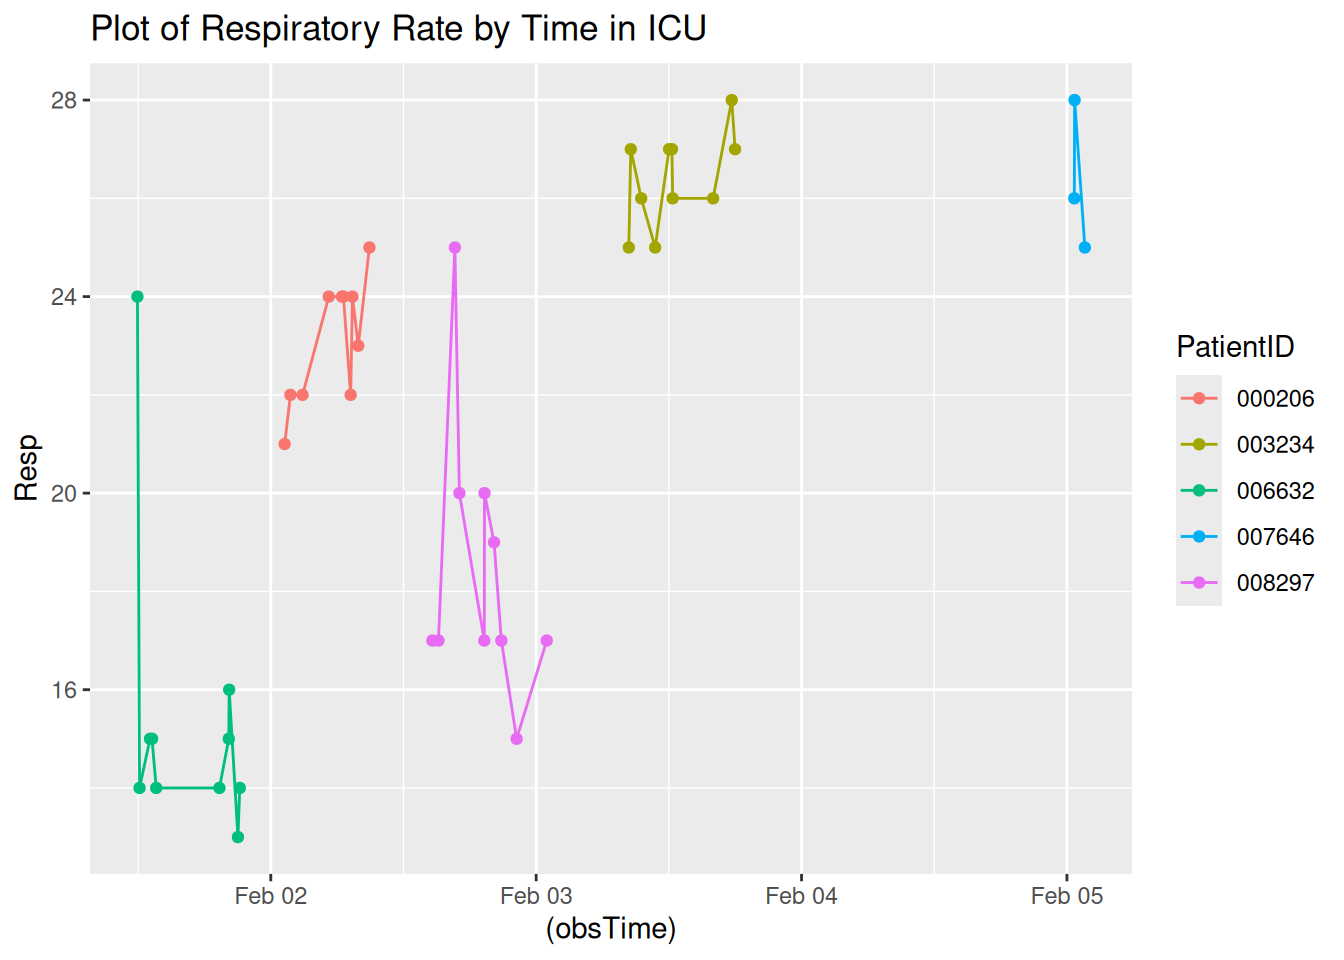 Plot of Respiratory Rate by Time in ICU
28
24
20
16
Resp
Feb 02
Feb 03
Feb 04
Feb 05
(obsTime)
PatientID
000206
003234
006632
007646
008297